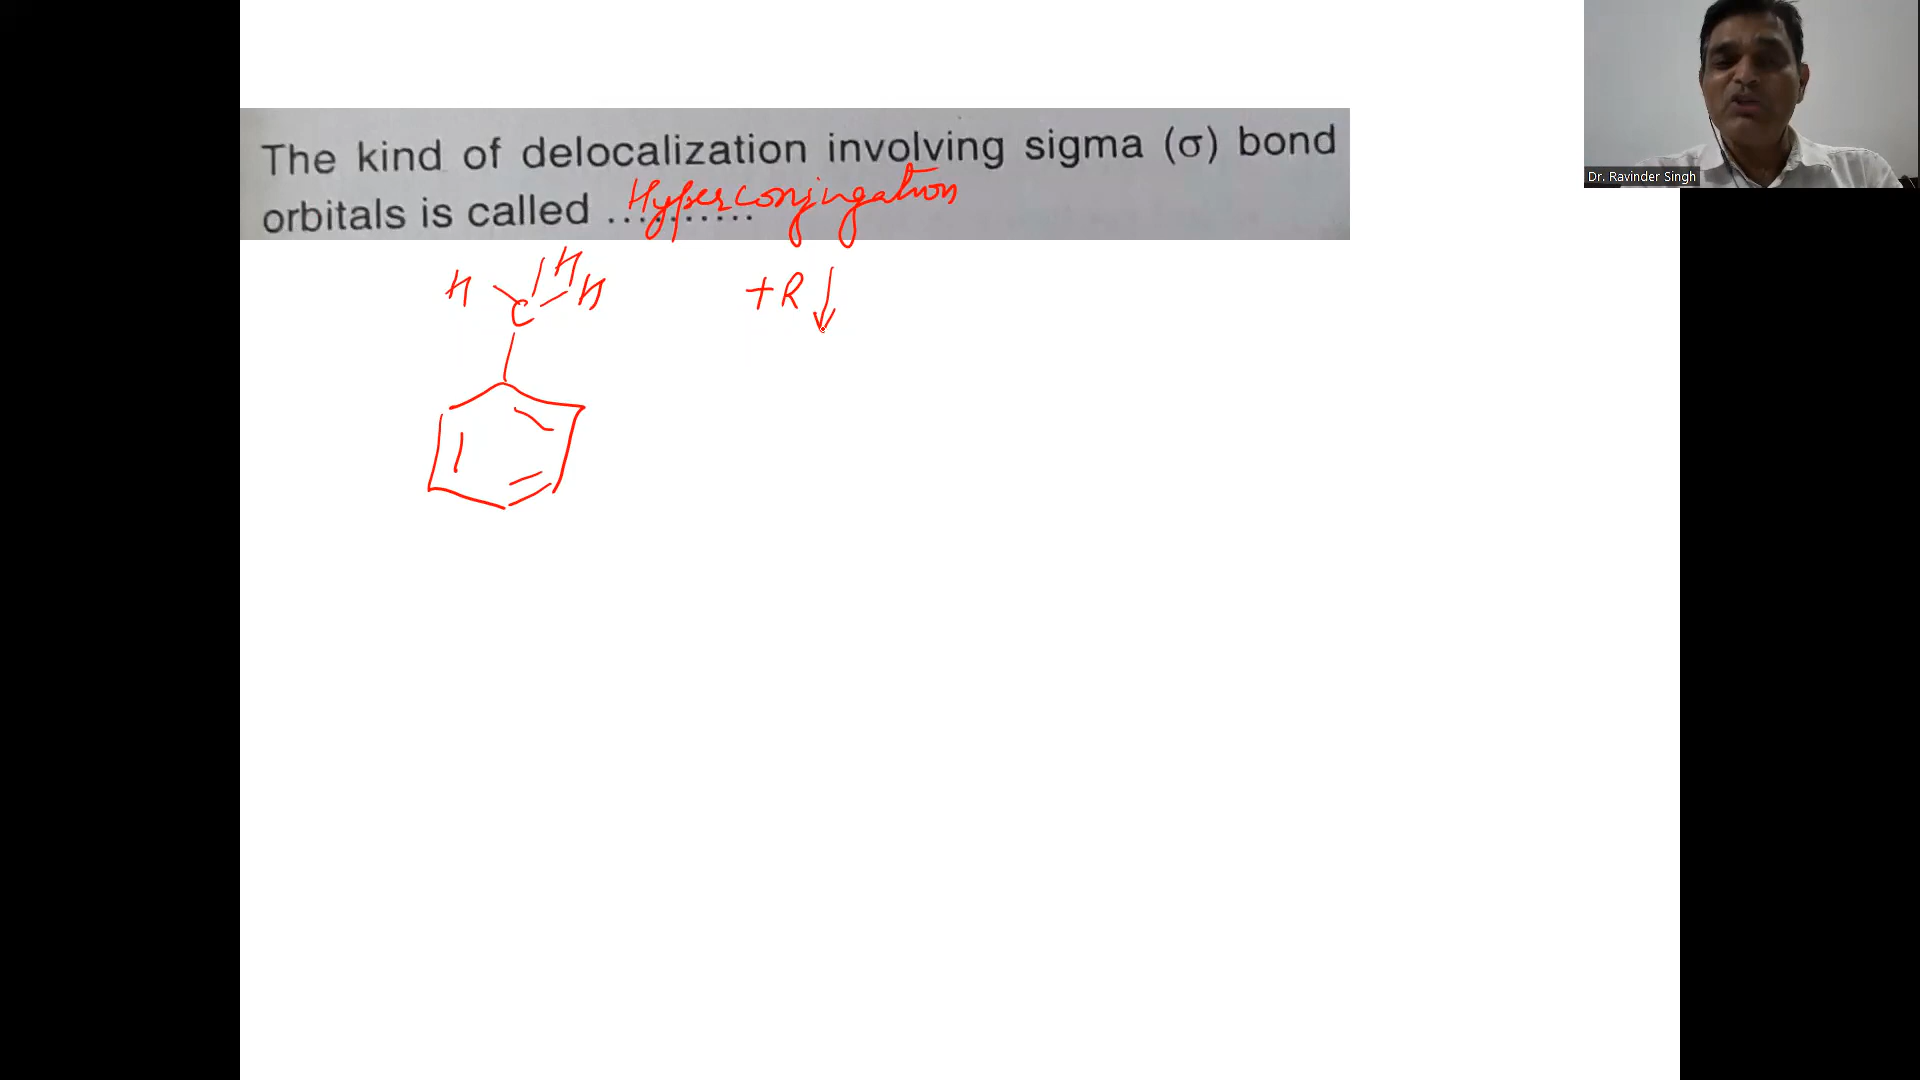 The kind of delocalization involving sigma (σ) bond
orbitals is called .......... Hyperconjugation
H H H
C
+R ↓
Dr. Ravinder Singh